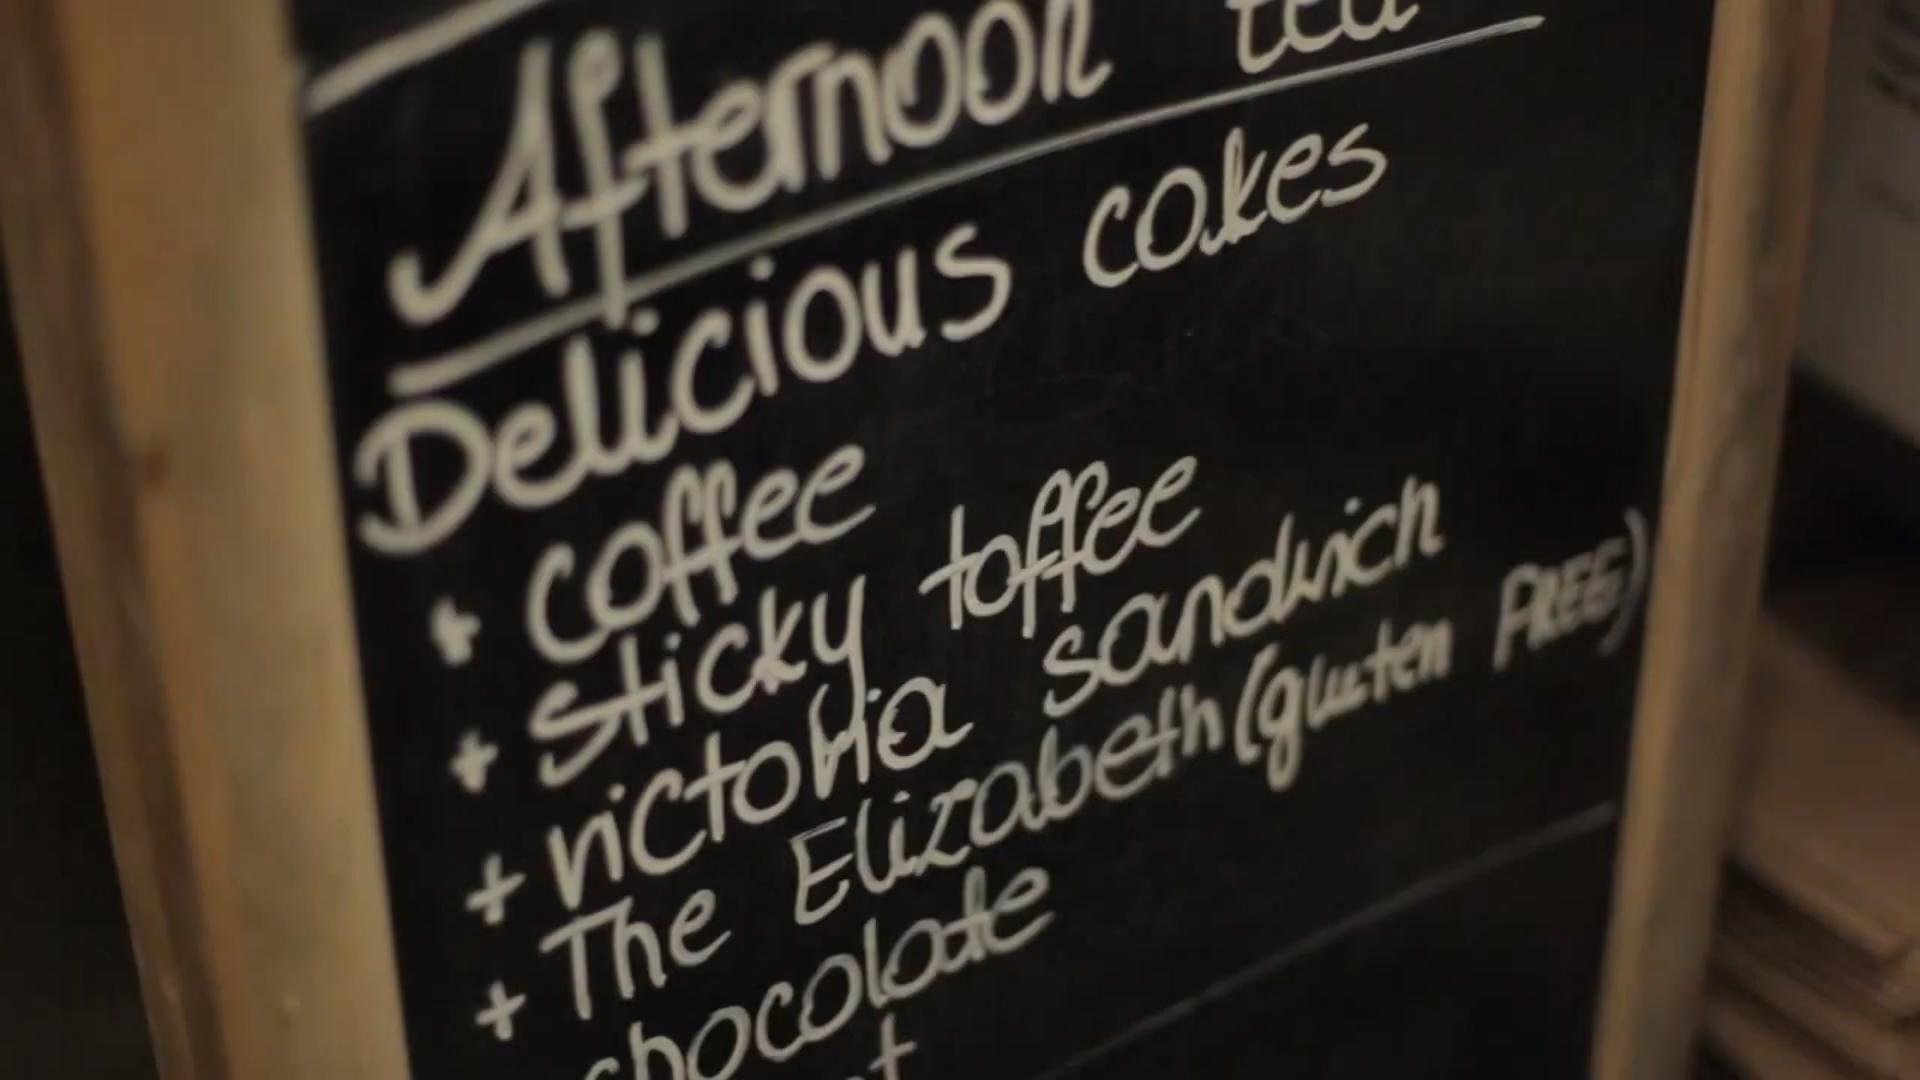 Afternoon tea
Delicious cakes
+ coffee
+ sticky toffee
+ victoria sandwich
+ The Elizabeth (gluten FREE)
chocolate